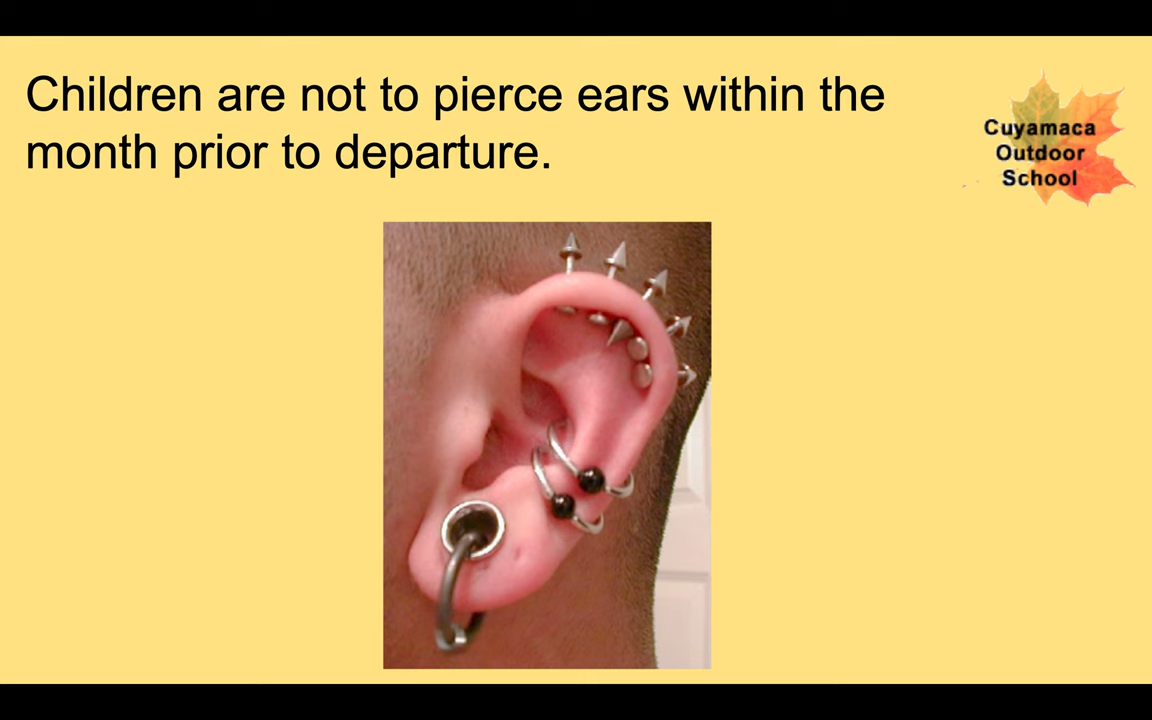 Children are not to pierce ears within the
month prior to departure.
Cuyamaca
Outdoor
School